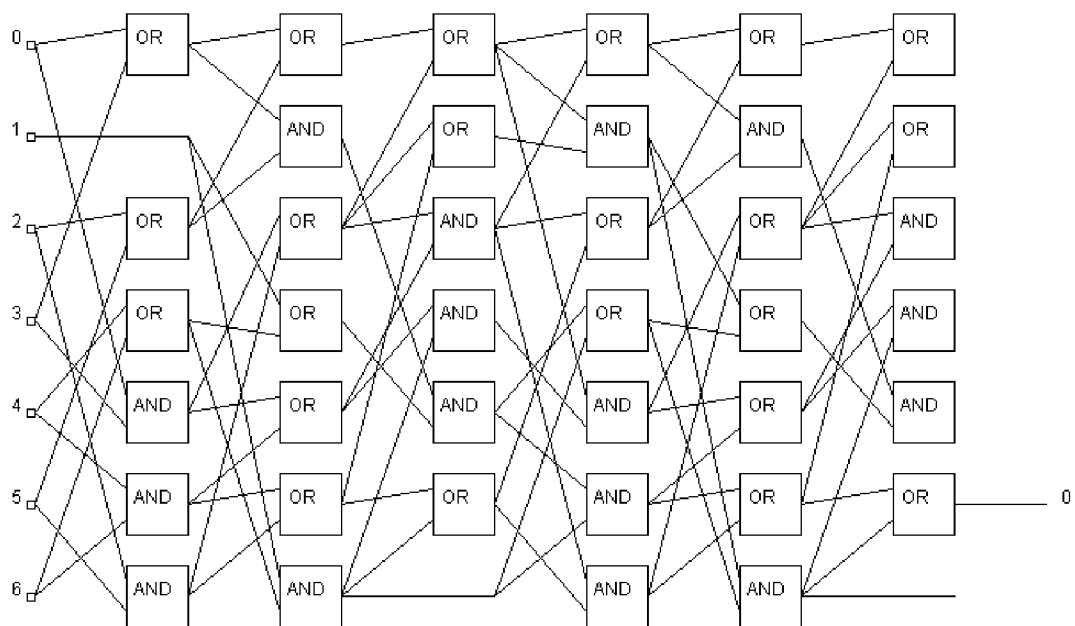 0 OR OR OR OR OR OR
1 AND OR AND AND OR
2 OR OR AND OR OR AND
3 OR OR AND OR OR AND
4 AND OR AND AND OR AND
5 AND OR OR AND OR OR 0
6 AND AND AND AND